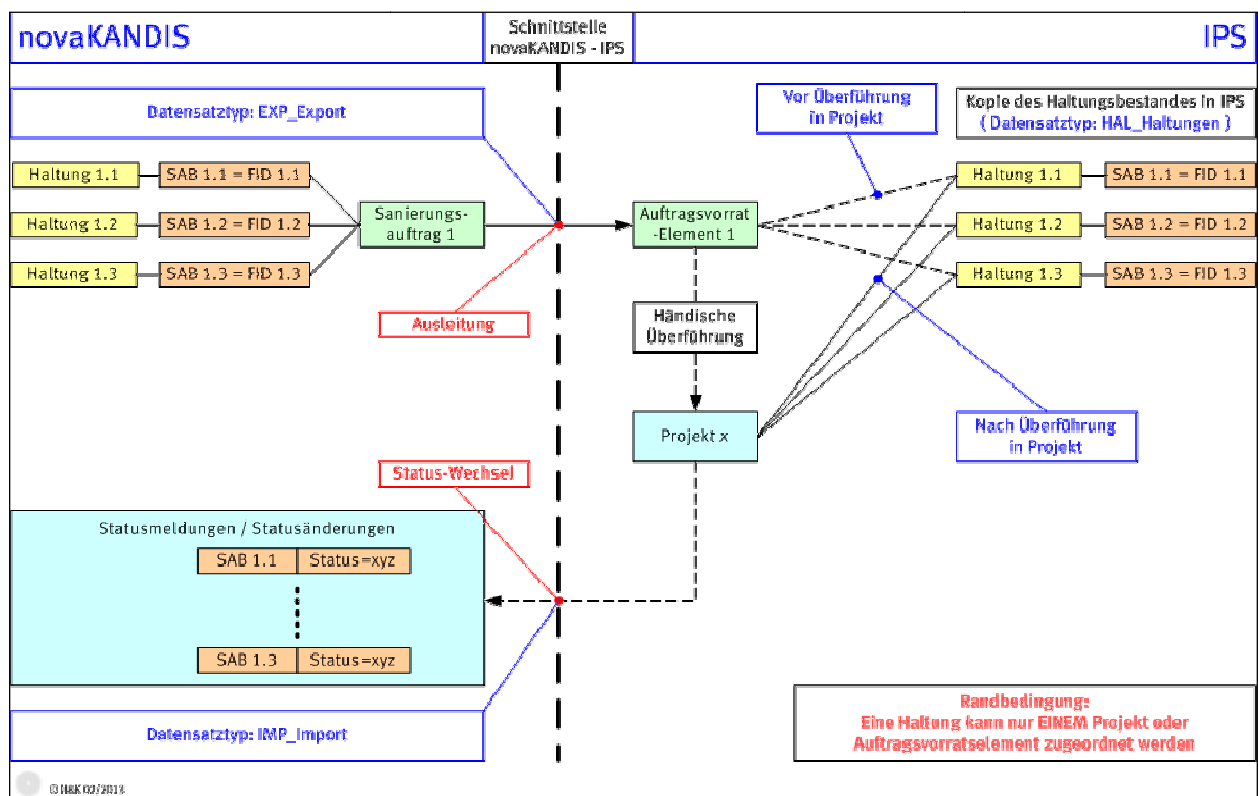 novaKANDIS
Schnittstelle
novaKANDIS - IPS
IPS
Datensatztyp: EXP_Export
Vor Überführung
in Projekt
Kopie des Haltungsbestandes in IPS
( Datensatztyp: HAL_Haltungen )
Haltung 1.1
SAB 1.1 = FID 1.1
Haltung 1.2
SAB 1.2 = FID 1.2
Haltung 1.3
SAB 1.3 = FID 1.3
Sanierungs-
auftrag 1
Auftragsvorrat
-Element 1
Haltung 1.1
SAB 1.1 = FID 1.1
Haltung 1.2
SAB 1.2 = FID 1.2
Haltung 1.3
SAB 1.3 = FID 1.3
Ausleitung
Händische
Überführung
Projekt x
Nach Überführung
in Projekt
Status-Wechsel
Statusmeldungen / Statusänderungen
SAB 1.1
Status=xyz
SAB 1.3
Status=xyz
Datensatztyp: IMP_Import
Randbedingung:
Eine Haltung kann nur EINEM Projekt oder
Auftragsvorratselement zugeordnet werden
© H&K 02/2013